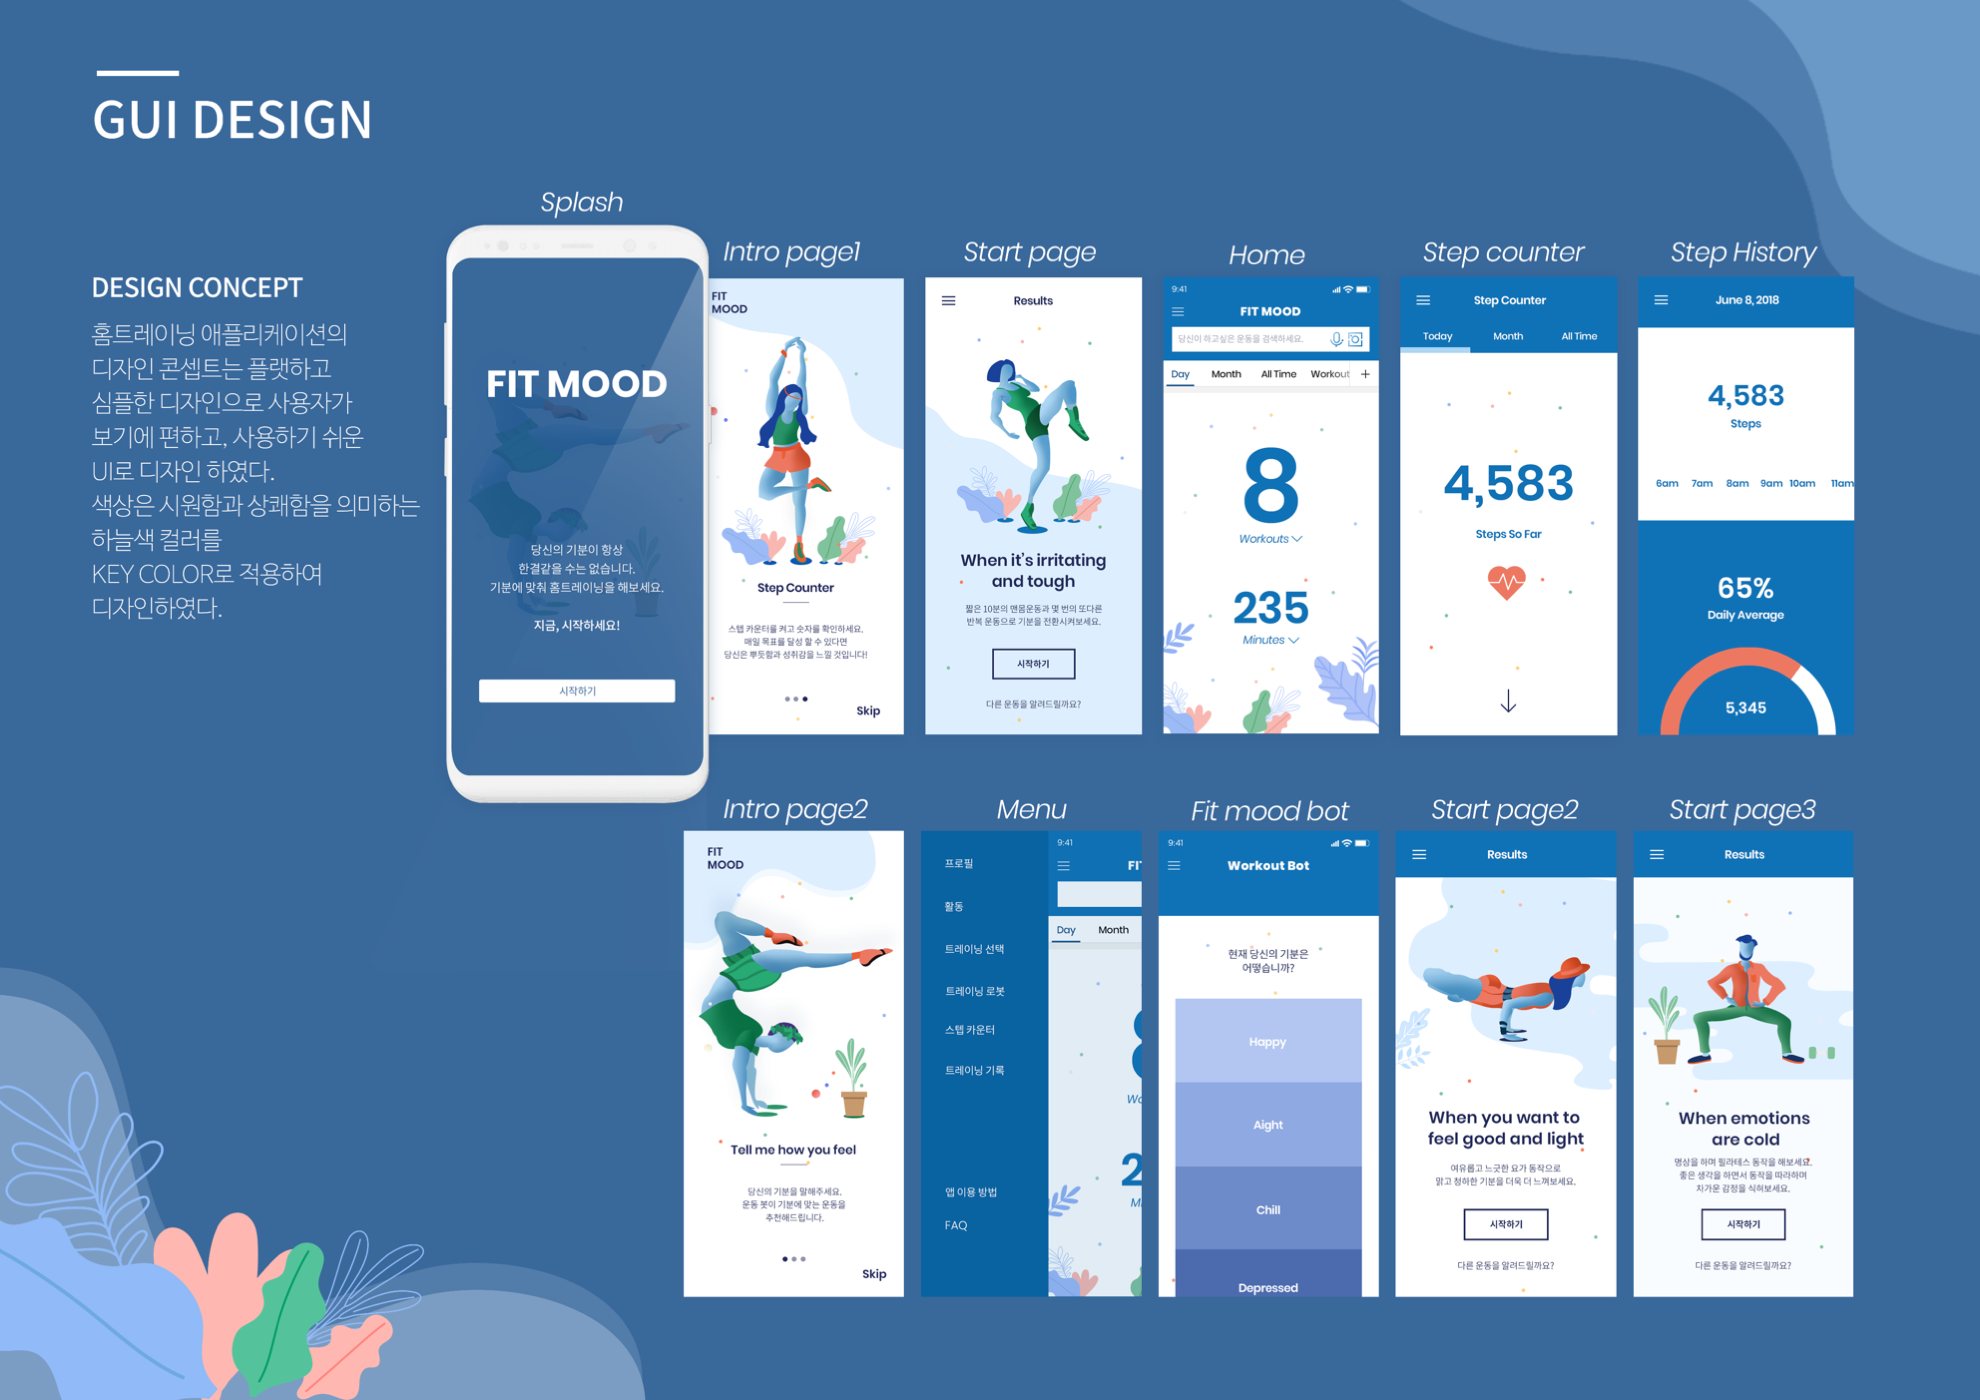 GUI DESIGN
DESIGN CONCEPT
홈트레이닝 애플리케이션의
디자인 콘셉트는 플랫하고
심플한 디자인으로 사용자가
보기에 편하고, 사용하기 쉬운
UI로 디자인 하였다.
색상은 시원함과 상쾌함을 의미하는
하늘색 컬러를
KEY COLOR로 적용하여
디자인하였다.
Splash
FIT MOOD
당신의 기분이 항상
한결같을 수는 없습니다.
기분에 맞춰 홈트레이닝을 해보세요.
지금, 시작하세요!
시작하기
Intro page1
FIT
MOOD
Step Counter
스텝 카운터를 켜고 숫자를 확인하세요.
매일 목표를 달성 할 수 있다면
당신은 뿌듯함과 성취감을 느낄 것입니다!
Skip
Start page
Results
When it's irritating
and tough
짧은 10분의 맨몸운동과 몇 번의 또다른
반복 운동으로 기분을 전환시켜보세요.
시작하기
다른 운동을 알려드릴까요?
Home
9:41
FIT MOOD
당신이 하고싶은 운동을 검색하세요.
Day Month All Time Workout +
8
Workouts
235
Minutes
Step counter
Step Counter
Today Month All Time
4,583
Steps So Far
Step History
June 8, 2018
4,583
Steps
6am 7am 8am 9am 10am 11am
65%
Daily Average
5,345
Intro page2
FIT
MOOD
Tell me how you feel
당신의 기분을 말해주세요.
운동 봇이 기분에 맞는 운동을
추천해드립니다.
Skip
Menu
프로필
활동
트레이닝 선택
트레이닝 로봇
스텝 카운터
트레이닝 기록
앱 이용 방법
FAQ
9:41
FIT
Day Month
8
Wo
2
Mi
Fit mood bot
9:41
Workout Bot
현재 당신의 기분은
어떻습니까?
Happy
Aight
Chill
Depressed
Start page2
Results
When you want to
feel good and light
여유롭고 느긋한 요가 동작으로
맑고 청하한 기분을 더욱 더 느껴보세요.
시작하기
다른 운동을 알려드릴까요?
Start page3
Results
When emotions
are cold
명상을 하며 필라테스 동작을 해보세요.
좋은 생각을 하면서 동작을 따라하며
차가운 감정을 식혀보세요.
시작하기
다른 운동을 알려드릴까요?